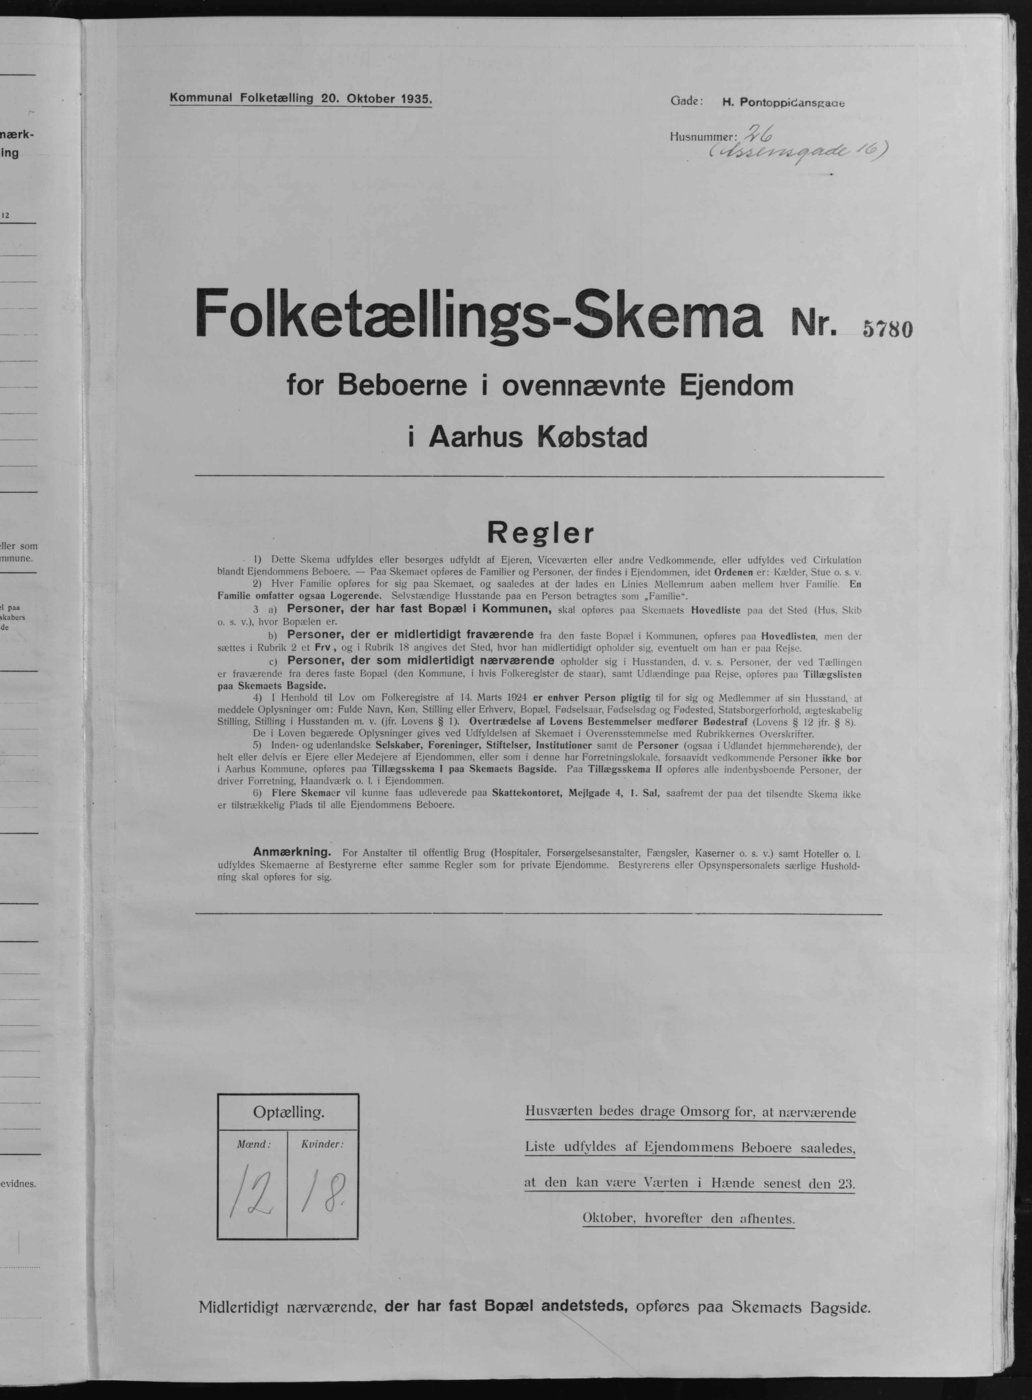 nærk-
ing
12
eller som
mmune.
el paa
skabers
de
evidnes.
Kommunal Folketælling 20. Oktober 1935.
Gade: H. Pontoppidansgade
Husnummer: 26
(Assensgade 16)
Folketællings-Skema Nr. 5780
for Beboerne i ovennævnte Ejendom
i Aarhus Købstad
Regler
1) Dette Skema udfyldes eller besørges udfyldt af Ejeren, Viceværten eller andre Vedkommende, eller udfyldes ved Cirkulation
blandt Ejendommens Beboere. — Paa Skemaet opføres de Familier og Personer, der findes i Ejendommen, idet Ordenen er: Kælder, Stue o. s. v.
2) Hver Familie opføres for sig paa Skemaet, og saaledes at der lades en Linies Mellemrum aaben mellem hver Familie. En
Familie omfatter ogsaa Logerende. Selvstændige Husstande paa en Person betragtes som „Familie“.
3 a) Personer, der har fast Bopæl i Kommunen, skal opføres paa Skemaets Hovedliste paa det Sted (Hus, Skib
o. s. v.), hvor Bopælen er.
b) Personer, der er midlertidigt fraværende fra den faste Bopæl i Kommunen, opføres paa Hovedlisten, men der
sættes i Rubrik 2 et Frv., og i Rubrik 18 angives det Sted, hvor han midlertidigt opholder sig, eventuelt om han er paa Rejse.
c) Personer, der som midlertidigt nærværende opholder sig i Husstanden, d. v. s. Personer, der ved Tællingen
er fraværende fra deres faste Bopæl (den Kommune, i hvis Folkeregister de staar), samt Udlændinge paa Rejse, opføres paa Tillægslisten
paa Skemaets Bagside.
4) I Henhold til Lov om Folkeregistre af 14. Marts 1924 er enhver Person pligtig til for sig og Medlemmer af sin Husstand, at
meddele Oplysninger om: Fulde Navn, Køn, Stilling eller Erhverv, Bopæl, Fødselsaar, Fødselsdag og Fødested, Statsborgerforhold, ægteskabelig
Stilling, Stilling i Husstanden m. v. (jfr. Lovens § 1). Overtrædelse af Lovens Bestemmelser medfører Bødestraf (Lovens § 12 jfr. § 8).
De i Loven begærede Oplysninger gives ved Udfyldelsen af Skemaet i Overensstemmelse med Rubrikkernes Overskrifter.
5) Inden- og udenlandske Selskaber, Foreninger, Stiftelser, Institutioner samt de Personer (ogsaa i Udlandet hjemmehørende), der
helt eller delvis er Ejere eller Medejere af Ejendommen, eller som i denne har Forretningslokale, forsaavidt vedkommende Personer ikke bor
i Aarhus Kommune, opføres paa Tillægsskema I paa Skemaets Bagside. Paa Tillægsskema II opføres alle indenbysboende Personer, der
driver Forretning, Haandværk o. l. i Ejendommen.
6) Flere Skemaer vil kunne faas udleverede paa Skattekontoret, Mejlgade 4, 1. Sal, saafremt der paa det tilsendte Skema ikke
er tilstrækkelig Plads til alle Ejendommens Beboere.
Anmærkning. For Anstalter til offentlig Brug (Hospitaler, Forsørgelsesanstalter, Fængsler, Kaserner o. s. v.) samt Hoteller o. l.
udfyldes Skemaerne af Bestyrerne efter samme Regler som for private Ejendomme. Bestyrerens eller Opsynspersonalets særlige Hushold-
ning skal opføres for sig.
Optælling.
Mænd: Kvinder:
12 18.
Husværten bedes drage Omsorg for, at nærværende
Liste udfyldes af Ejendommens Beboere saaledes,
at den kan være Værten i Hænde senest den 23.
Oktober, hvorefter den afhentes.
Midlertidigt nærværende, der har fast Bopæl andetsteds, opføres paa Skemaets Bagside.